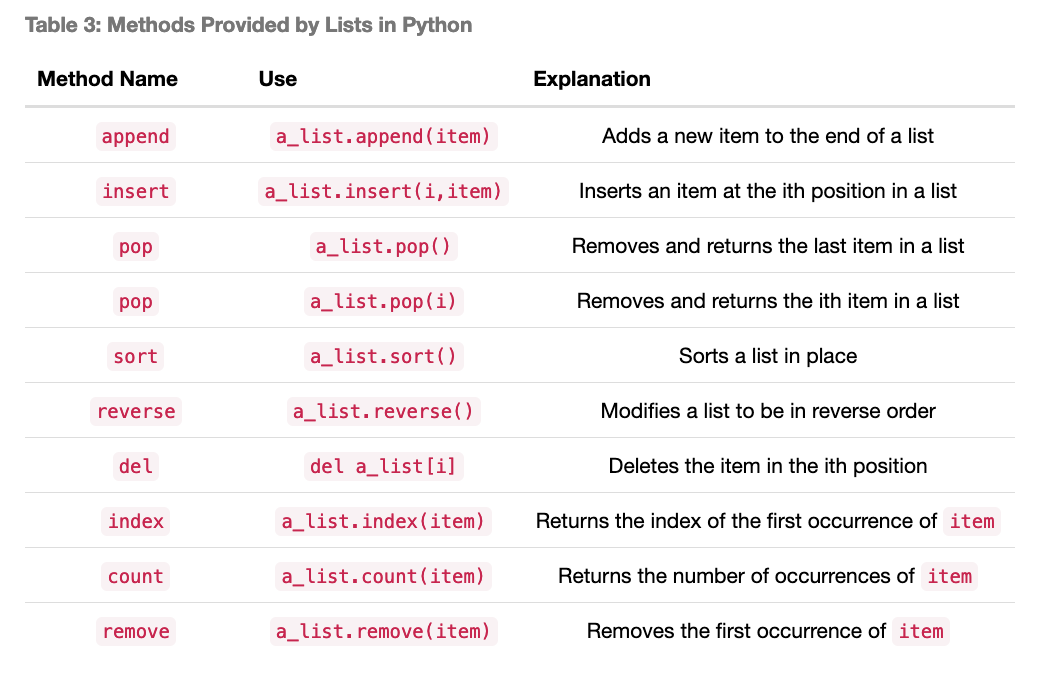 Table 3: Methods Provided by Lists in Python
Method Name Use Explanation
append a_list.append(item) Adds a new item to the end of a list
insert a_list.insert(i,item) Inserts an item at the ith position in a list
pop a_list.pop() Removes and returns the last item in a list
pop a_list.pop(i) Removes and returns the ith item in a list
sort a_list.sort() Sorts a list in place
reverse a_list.reverse() Modifies a list to be in reverse order
del del a_list[i] Deletes the item in the ith position
index a_list.index(item) Returns the index of the first occurrence of item
count a_list.count(item) Returns the number of occurrences of item
remove a_list.remove(item) Removes the first occurrence of item